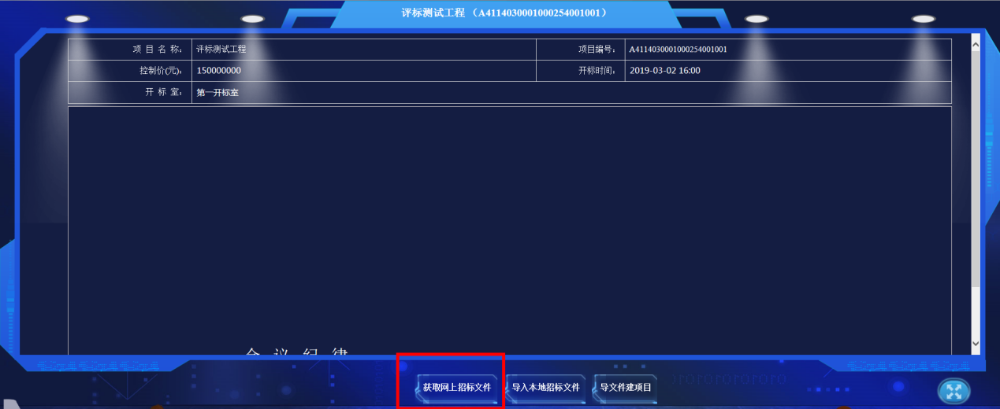 评标测试工程 （A4114030001000254001001）
项 目 名 称： 评标测试工程 项目编号： A4114030001000254001001
控制价(元)： 150000000 开标时间： 2019-03-02 16:00
开 标 室： 第一开标室
会 议 纪 律
获取网上招标文件 导入本地招标文件 导文件建项目